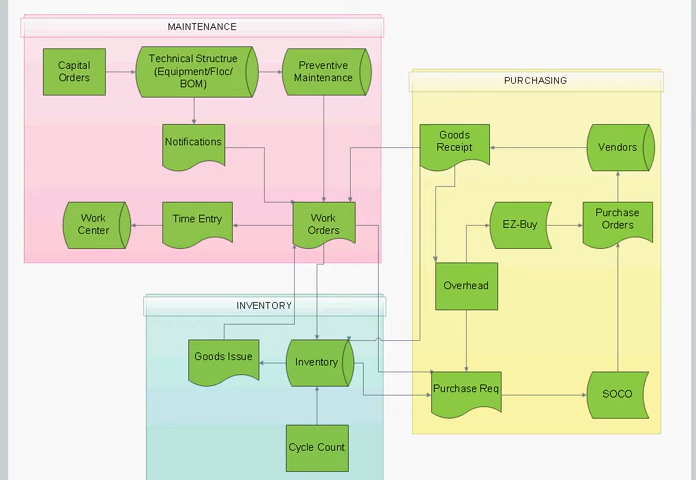 MAINTENANCE
Capital
Orders
Technical Structrue
(Equipment/Floc/
BOM)
Preventive
Maintenance
Notifications
Work
Center
Time Entry
Work
Orders
PURCHASING
Goods
Receipt
Vendors
EZ-Buy
Purchase
Orders
Overhead
Purchase Req
SOCO
INVENTORY
Goods Issue
Inventory
Cycle Count